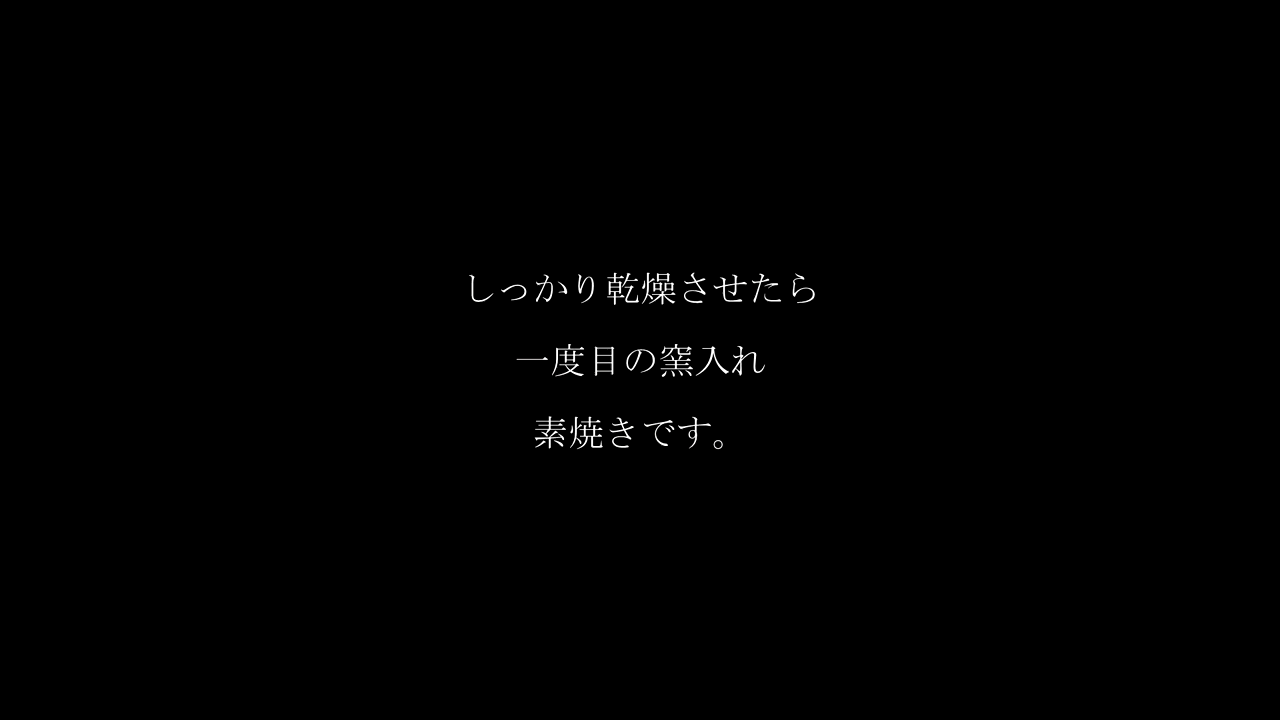 しっかり乾燥させたら
一度目の窯入れ
素焼きです。